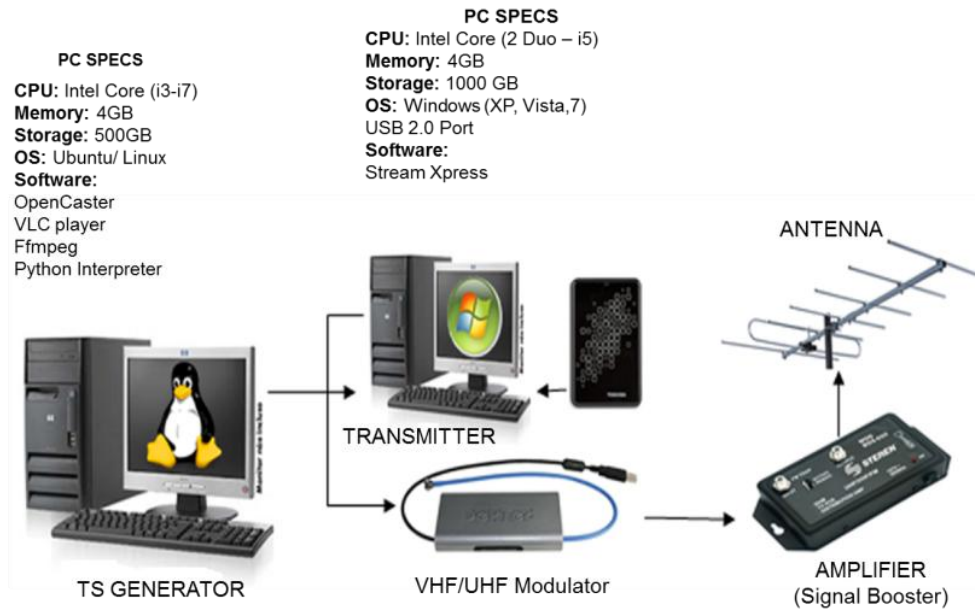 PC SPECS
CPU: Intel Core (i3-i7)
Memory: 4GB
Storage: 500GB
OS: Ubuntu/ Linux
Software:
OpenCaster
VLC player
Ffmpeg
Python Interpreter
PC SPECS
CPU: Intel Core (2 Duo – i5)
Memory: 4GB
Storage: 1000 GB
OS: Windows (XP, Vista,7)
USB 2.0 Port
Software:
Stream Xpress
ANTENNA
TRANSMITTER
TOSHIBA
STEREN
TS GENERATOR
VHF/UHF Modulator
AMPLIFIER
(Signal Booster)